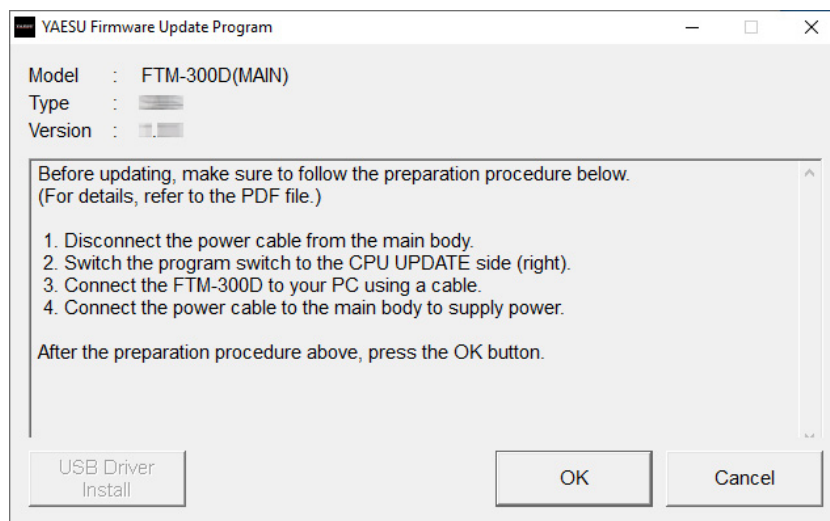 YAESU Firmware Update Program
Model : FTM-300D(MAIN)
Type :
Version :
Before updating, make sure to follow the preparation procedure below.
(For details, refer to the PDF file.)
1. Disconnect the power cable from the main body.
2. Switch the program switch to the CPU UPDATE side (right).
3. Connect the FTM-300D to your PC using a cable.
4. Connect the power cable to the main body to supply power.
After the preparation procedure above, press the OK button.
USB Driver
Install
OK
Cancel